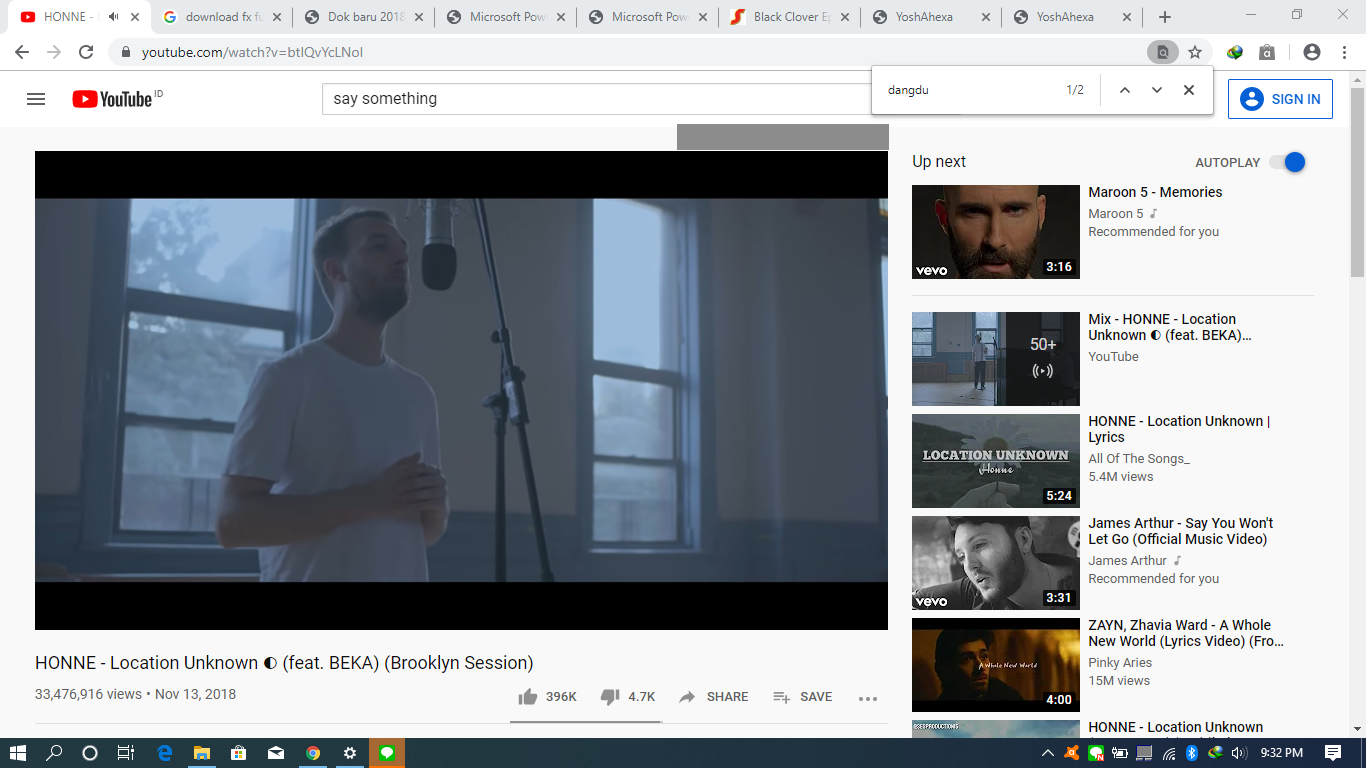 HONNE -
download fx fu
Dok baru 2018
Microsoft Pow
Microsoft Pow
Black Clover Ep
YoshAhexa
YoshAhexa
youtube.com/watch?v=btlQvYcLNoI
dangdu
1/2
YouTube ID
say something
SIGN IN
Up next
AUTOPLAY
Maroon 5 - Memories
Maroon 5
Recommended for you
vevo
3:16
Mix - HONNE - Location
Unknown ◐ (feat. BEKA)…
YouTube
50+
HONNE - Location Unknown |
Lyrics
All Of The Songs_
5.4M views
LOCATION UNKNOWN
Honne
5:24
James Arthur - Say You Won't
Let Go (Official Music Video)
James Arthur
Recommended for you
vevo
3:31
ZAYN, Zhavia Ward - A Whole
New World (Lyrics Video) (Fro…
Pinky Aries
15M views
A Whole New World
4:00
HONNE - Location Unknown
HONNE - Location Unknown ◐ (feat. BEKA) (Brooklyn Session)
33,476,916 views • Nov 13, 2018
396K
4.7K
SHARE
SAVE
9:32 PM